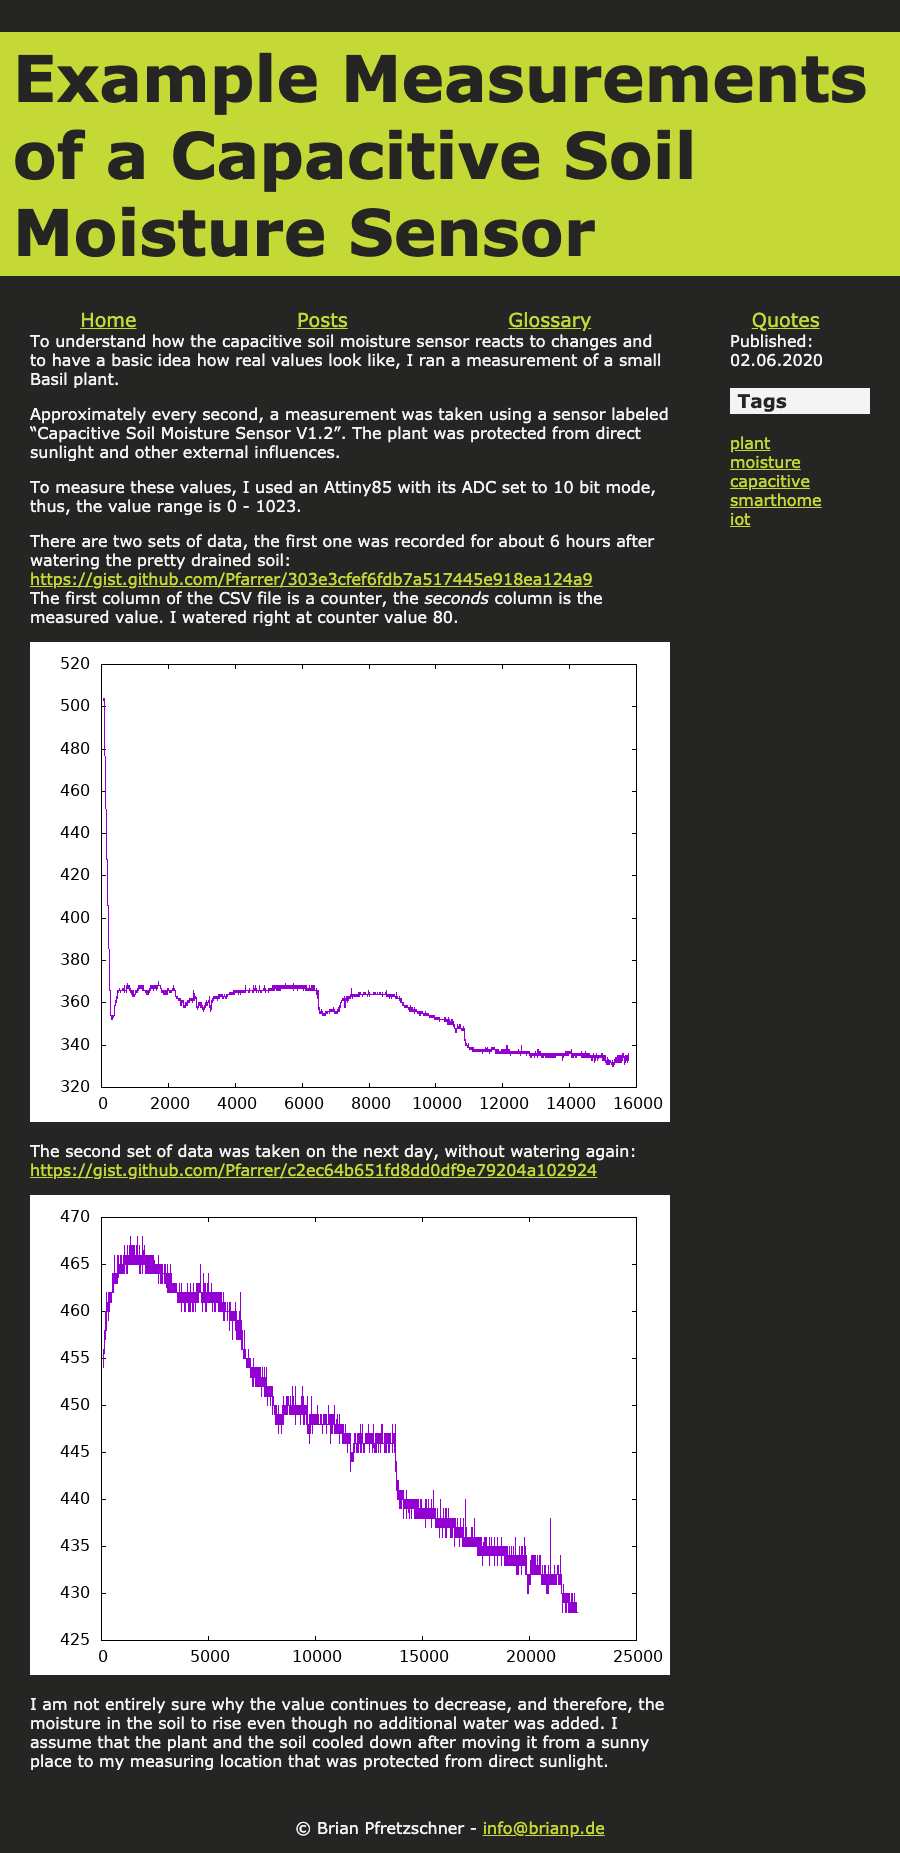 Example Measurements
of a Capacitive Soil
Moisture Sensor
Home Posts Glossary Quotes
To understand how the capacitive soil moisture sensor reacts to changes and
to have a basic idea how real values look like, I ran a measurement of a small
Basil plant.
Approximately every second, a measurement was taken using a sensor labeled
“Capacitive Soil Moisture Sensor V1.2”. The plant was protected from direct
sunlight and other external influences.
To measure these values, I used an Attiny85 with its ADC set to 10 bit mode,
thus, the value range is 0 - 1023.
There are two sets of data, the first one was recorded for about 6 hours after
watering the pretty drained soil:
https://gist.github.com/Pfarrer/303e3cfef6fdb7a517445e918ea124a9
The first column of the CSV file is a counter, the seconds column is the
measured value. I watered right at counter value 80.
520
500
480
460
440
420
400
380
360
340
320
0 2000 4000 6000 8000 10000 12000 14000 16000
The second set of data was taken on the next day, without watering again:
https://gist.github.com/Pfarrer/c2ec64b651fd8dd0df9e79204a102924
470
465
460
455
450
445
440
435
430
425
0 5000 10000 15000 20000 25000
I am not entirely sure why the value continues to decrease, and therefore, the
moisture in the soil to rise even though no additional water was added. I
assume that the plant and the soil cooled down after moving it from a sunny
place to my measuring location that was protected from direct sunlight.
Published:
02.06.2020
Tags
plant
moisture
capacitive
smarthome
iot
© Brian Pfretzschner - info@brianp.de